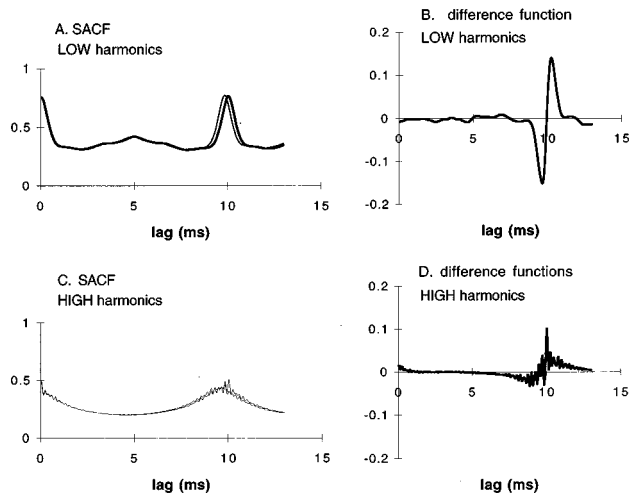 A. SACF
LOW harmonics
1
0.5
0
0 5 10 15
lag (ms)
B. difference function
LOW harmonics
0.2
0.1
0
-0.1
-0.2
0 5 10 15
lag (ms)
C. SACF
HIGH harmonics
1
0.5
0
0 5 10 15
lag (ms)
D. difference functions
HIGH harmonics
0.2
0.1
0
-0.1
-0.2
0 5 10 15
lag (ms)